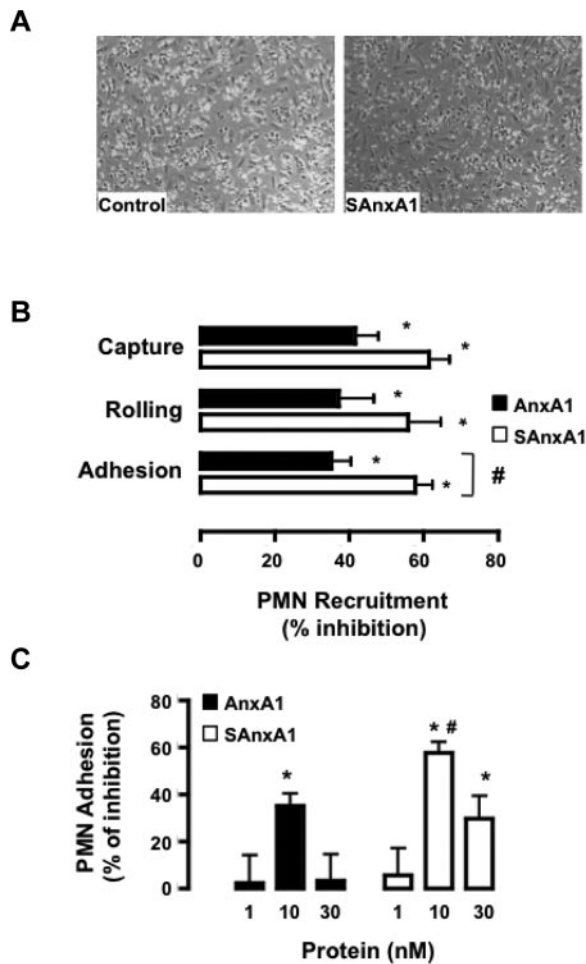 A
Control
SAnxA1
B
Capture
*
*
Rolling
*
*
AnxA1
SAnxA1
Adhesion
*
*
#
0 20 40 60 80
PMN Recruitment
(% inhibition)
C
PMN Adhesion
(% of inhibition)
80
60
40
20
0
AnxA1
SAnxA1
*
* #
*
1 10 30 1 10 30
Protein (nM)